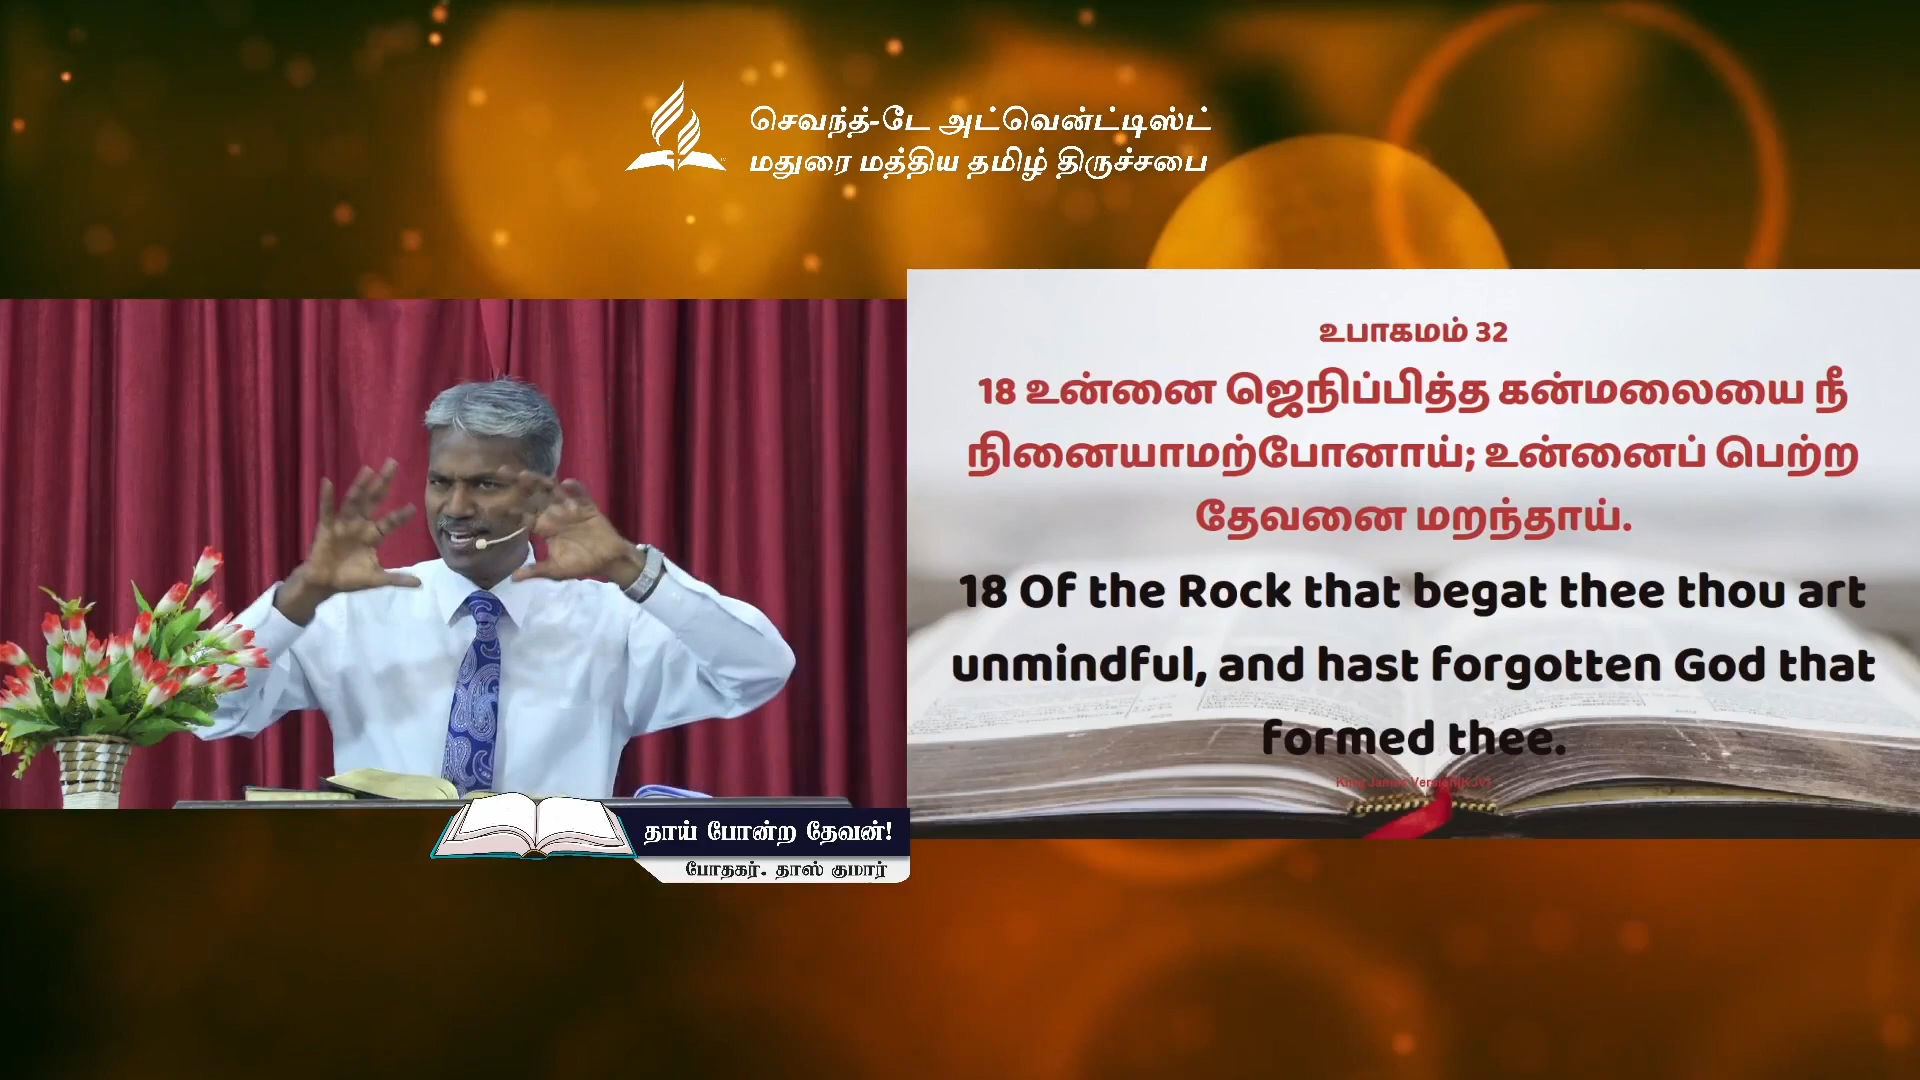 செவந்த்-டே அட்வென்ட்டிஸ்ட்
மதுரை மத்திய தமிழ் திருச்சபை
உபாகமம் 32
18 உன்னை ஜெநிப்பித்த கன்மலையை நீ
நினையாமற்போனாய்; உன்னைப் பெற்ற
தேவனை மறந்தாய்.
18 Of the Rock that begat thee thou art
unmindful, and hast forgotten God that
formed thee.
தாய் போன்ற தேவன்!
போதகர். தாஸ் குமார்